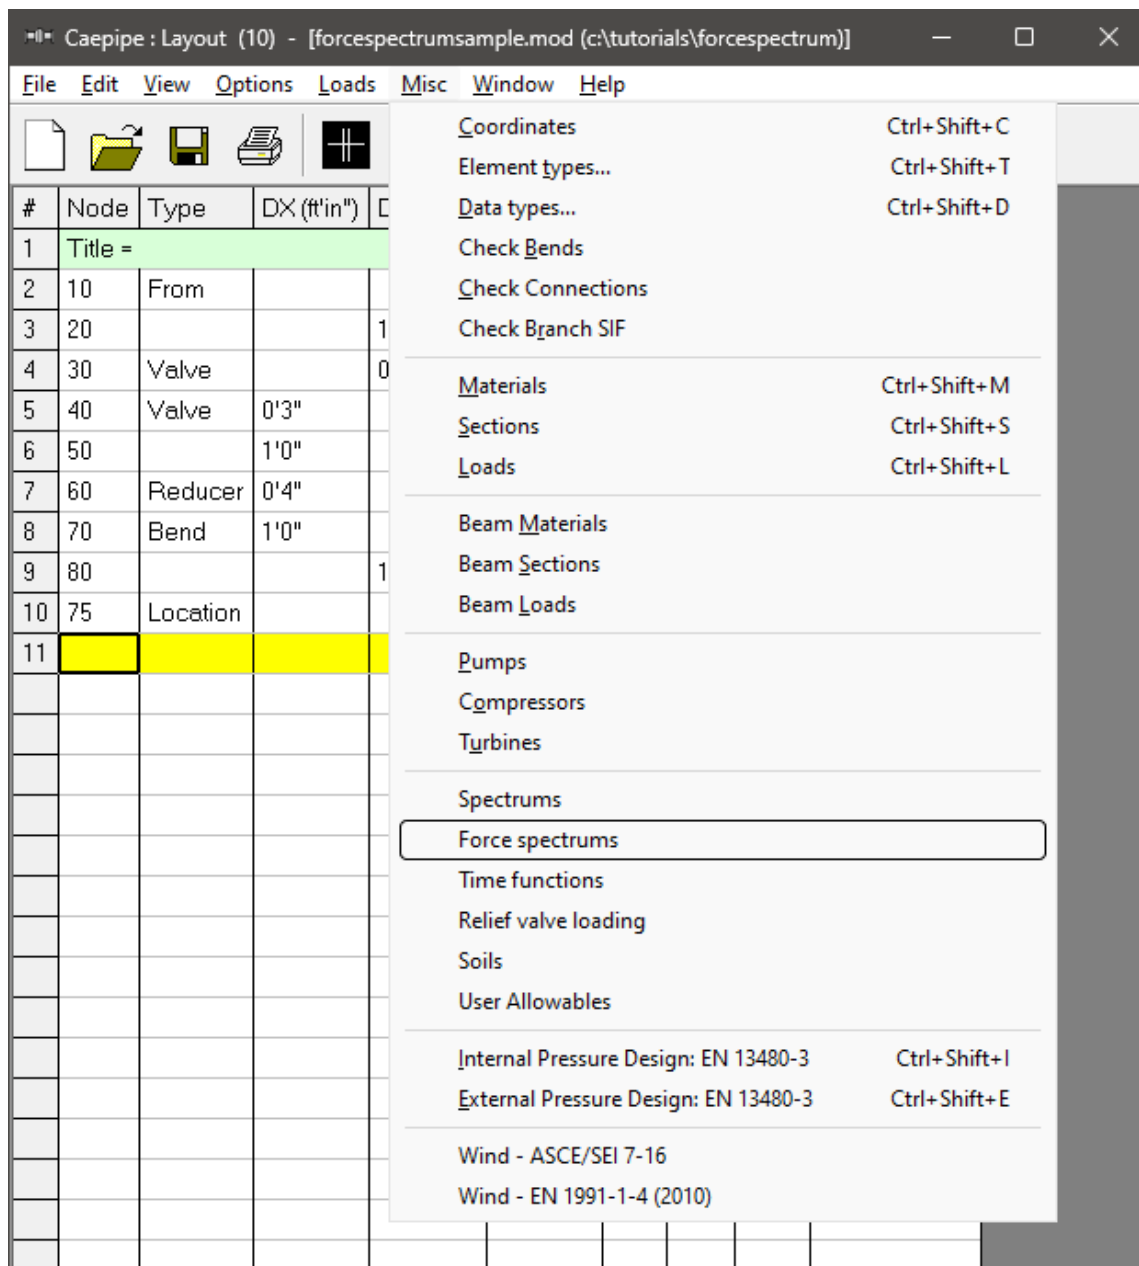 Caepipe : Layout (10) - [forcespectrumsample.mod (c:\tutorials\forcespectrum)]
File Edit View Options Loads Misc Window Help
# Node Type DX (ft'in")
1 Title =
2 10 From
3 20 1
4 30 Valve 0
5 40 Valve 0'3"
6 50 1'0"
7 60 Reducer 0'4"
8 70 Bend 1'0"
9 80 1
10 75 Location
11
Coordinates Ctrl+Shift+C
Element types... Ctrl+Shift+T
Data types... Ctrl+Shift+D
Check Bends
Check Connections
Check Branch SIF
Materials Ctrl+Shift+M
Sections Ctrl+Shift+S
Loads Ctrl+Shift+L
Beam Materials
Beam Sections
Beam Loads
Pumps
Compressors
Turbines
Spectrums
Force spectrums
Time functions
Relief valve loading
Soils
User Allowables
Internal Pressure Design: EN 13480-3 Ctrl+Shift+I
External Pressure Design: EN 13480-3 Ctrl+Shift+E
Wind - ASCE/SEI 7-16
Wind - EN 1991-1-4 (2010)